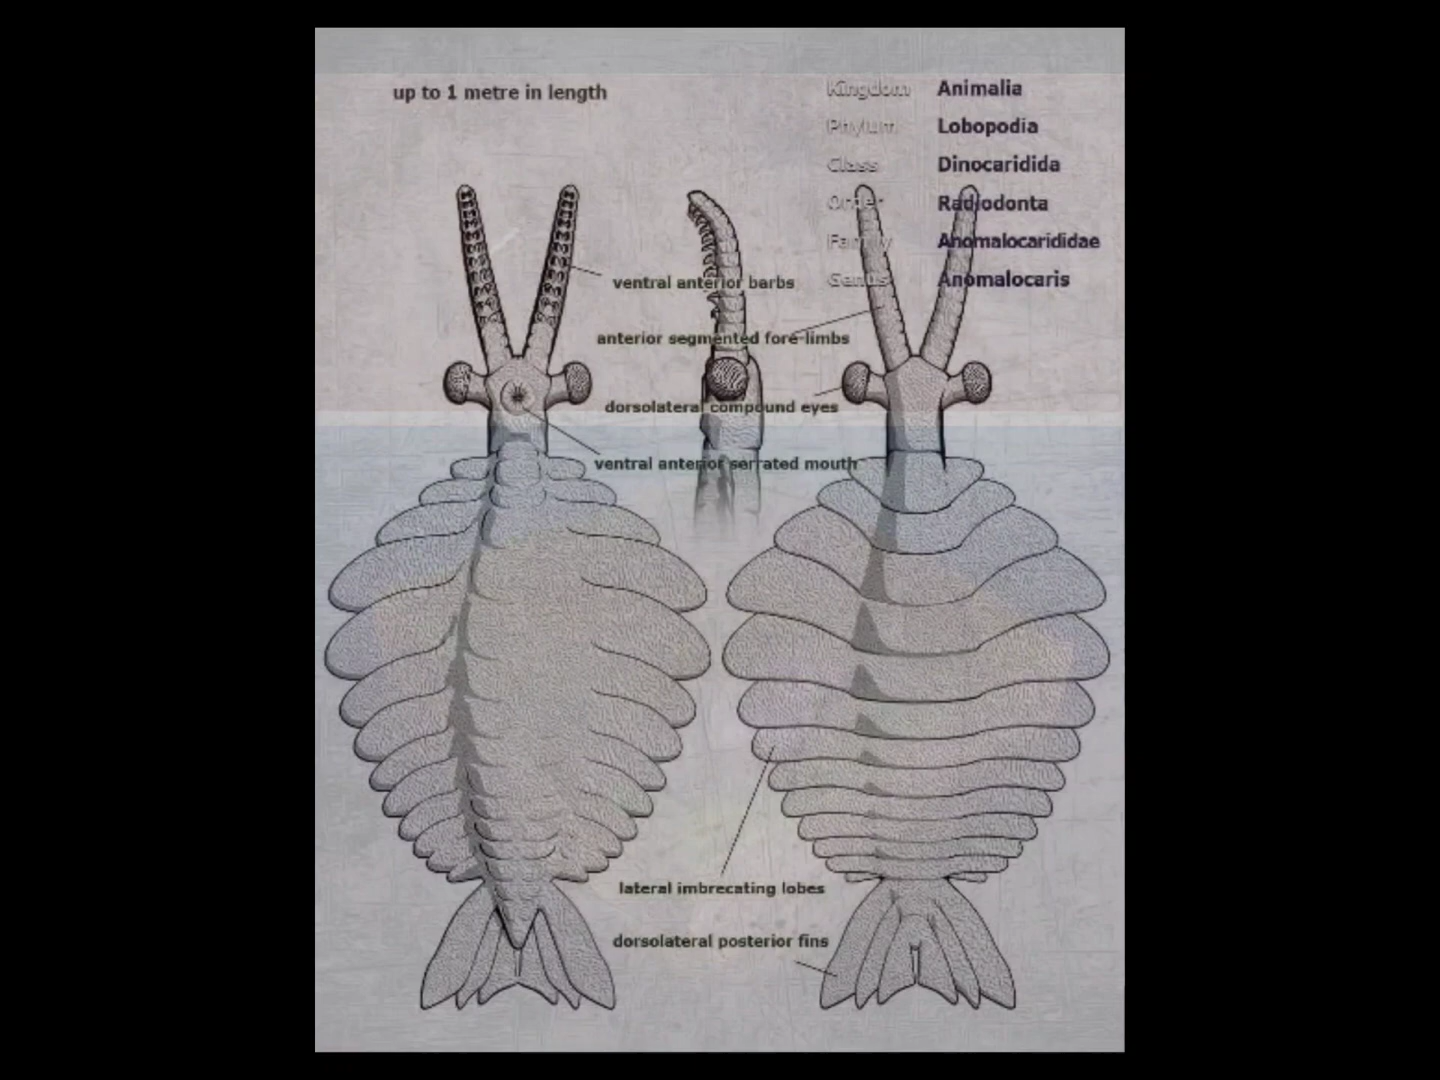 up to 1 metre in length
Kingdom Animalia
Phylum Lobopodia
Class Dinocaridida
Order Radiodonta
Family Anomalocarididae
Genus Anomalocaris
ventral anterior barbs
anterior segmented fore-limbs
dorsolateral compound eyes
ventral anterior serrated mouth
lateral imbrecating lobes
dorsolateral posterior fins